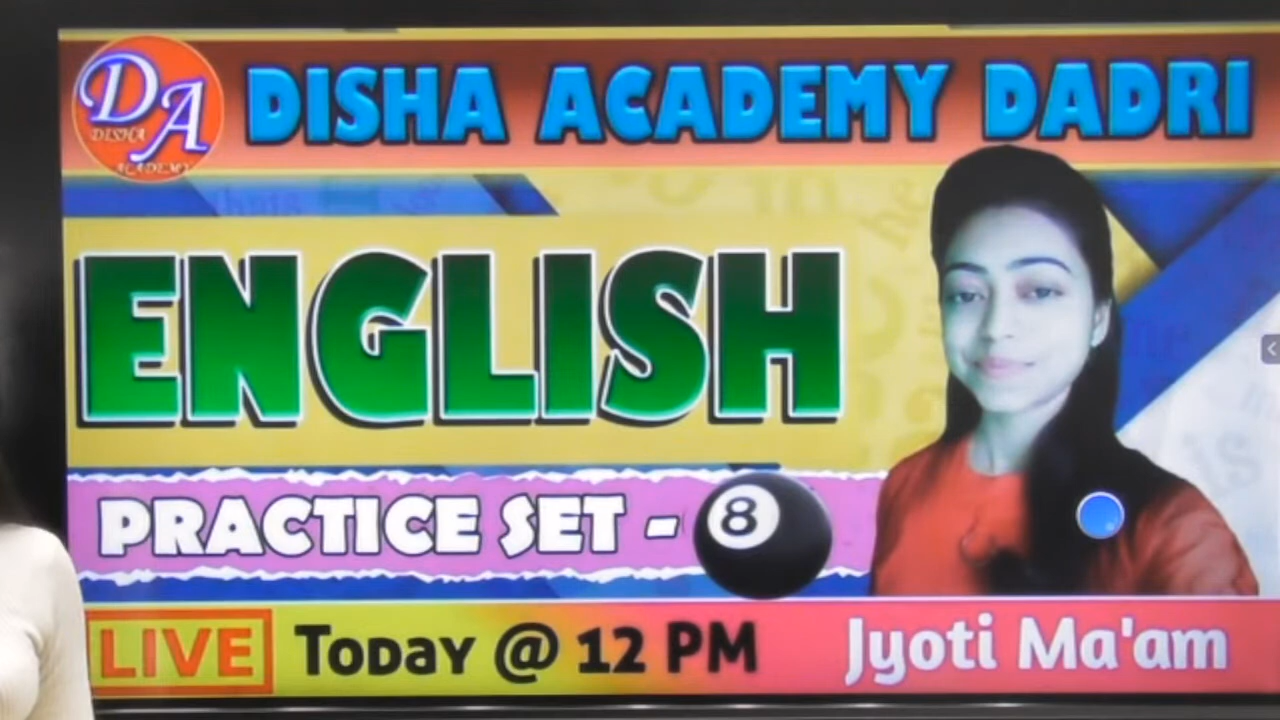 DA
DISHA
ACADEMY
DISHA ACADEMY DADRI
ENGLISH
PRACTICE SET - 8
LIVE Today @ 12 PM
Jyoti Ma'am